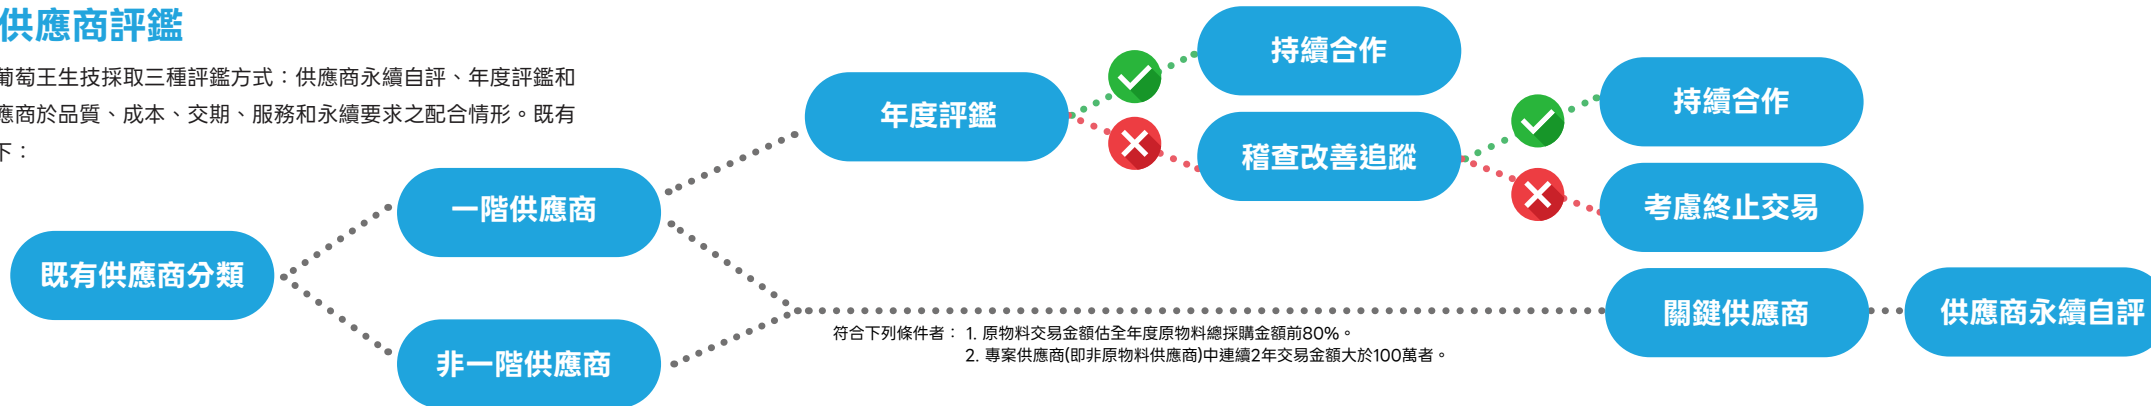 供應商評鑑
葡萄王生技採取三種評鑑方式：供應商永續自評、年度評鑑和
應商於品質、成本、交期、服務和永續要求之配合情形。既有
下：
既有供應商分類
一階供應商
非一階供應商
年度評鑑
持續合作
稽查改善追蹤
持續合作
考慮終止交易
符合下列條件者： 1. 原物料交易金額估全年度原物料總採購金額前80%。
2. 專案供應商(即非原物料供應商)中連續2年交易金額大於100萬者。
關鍵供應商
供應商永續自評